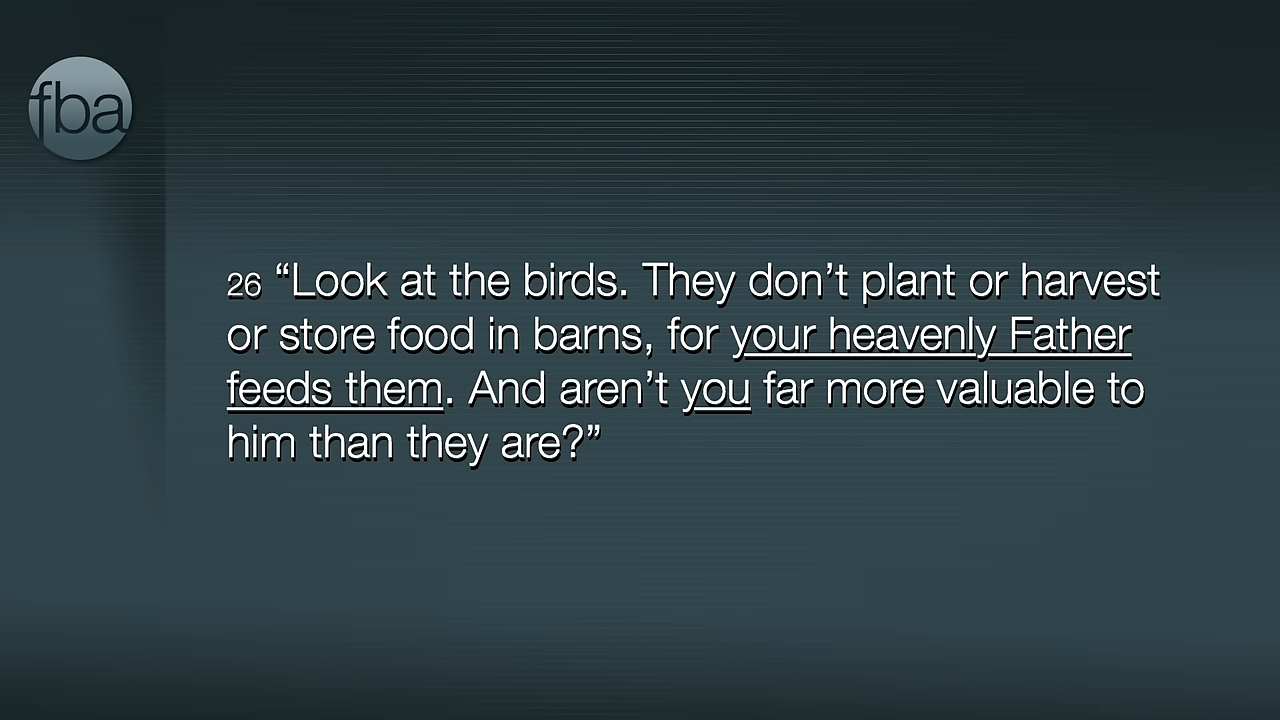 fba
26 “Look at the birds. They don’t plant or harvest
or store food in barns, for your heavenly Father
feeds them. And aren’t you far more valuable to
him than they are?”